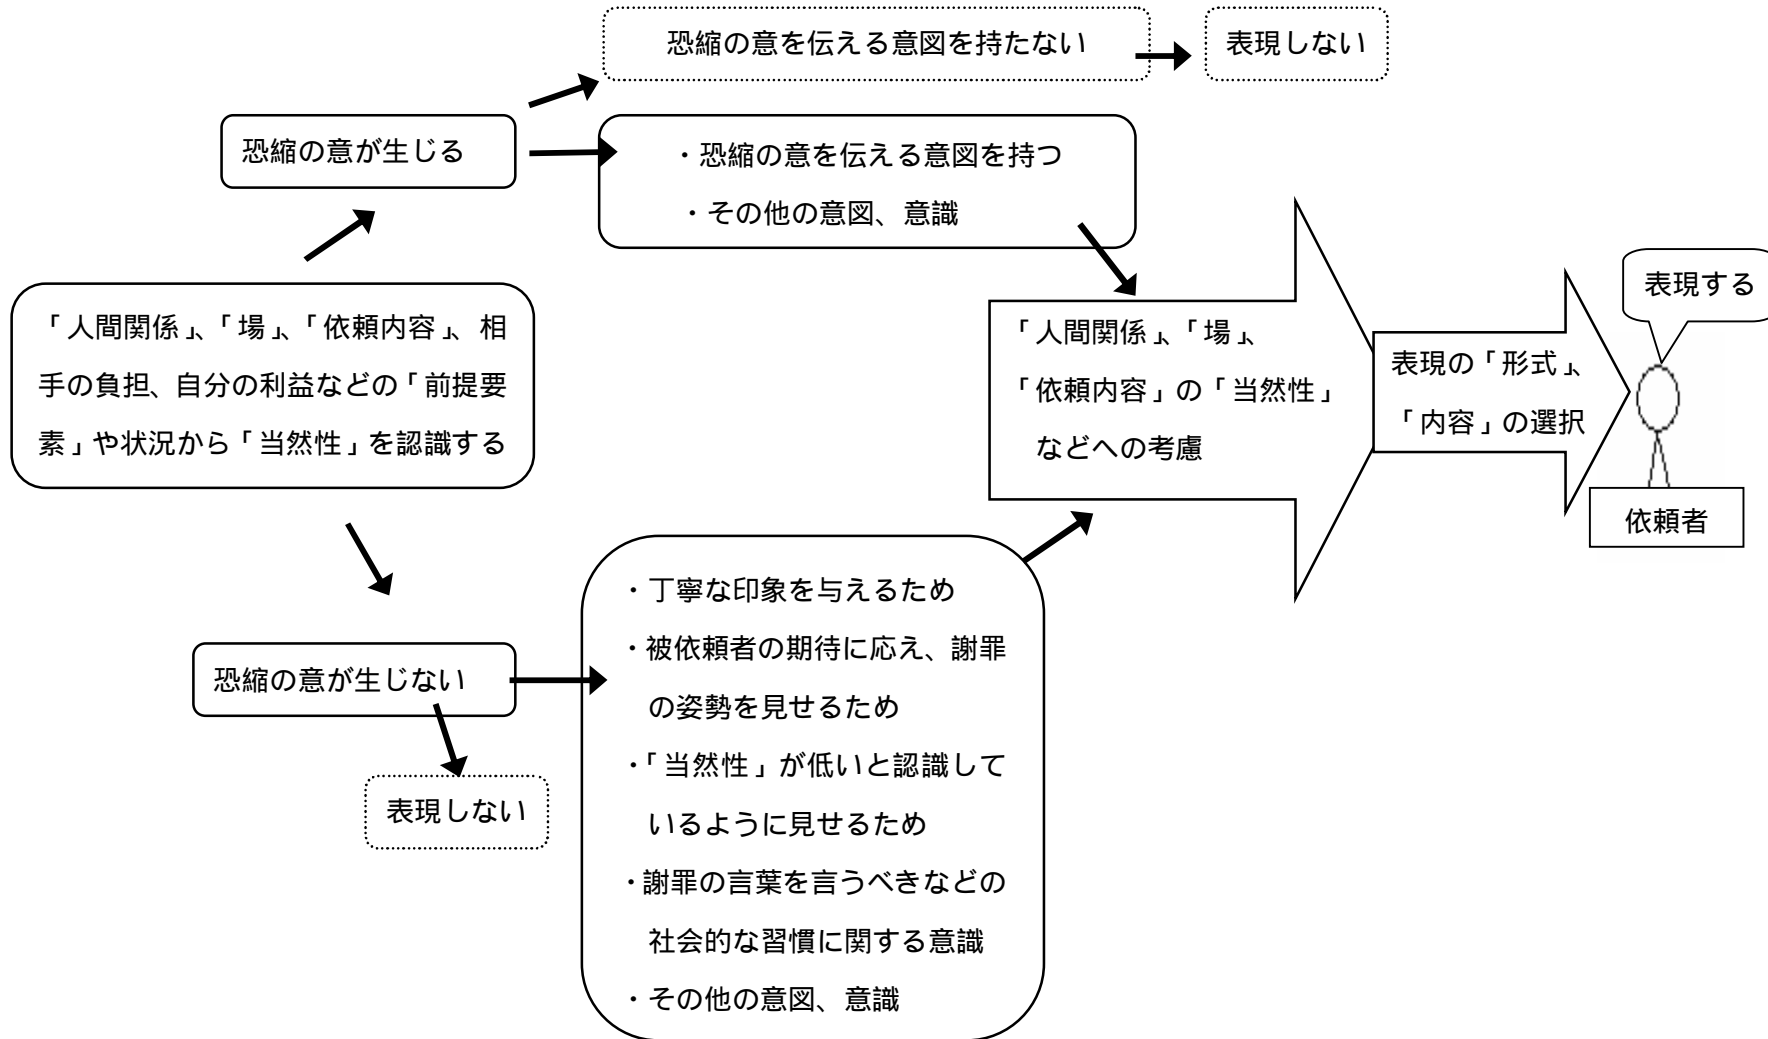 恐縮の意を伝える意図を持たない
表現しない
恐縮の意が生じる
・恐縮の意を伝える意図を持つ
・その他の意図、意識
「人間関係」、「場」、「依頼内容」、相
手の負担、自分の利益などの「前提要
素」や状況から「当然性」を認識する
「人間関係」、「場」、
「依頼内容」の「当然性」
などへの考慮
表現の「形式」、
「内容」の選択
表現する
依頼者
恐縮の意が生じない
表現しない
・丁寧な印象を与えるため
・被依頼者の期待に応え、謝罪
の姿勢を見せるため
・「当然性」が低いと認識して
いるように見せるため
・謝罪の言葉を言うべきなどの
社会的な習慣に関する意識
・その他の意図、意識